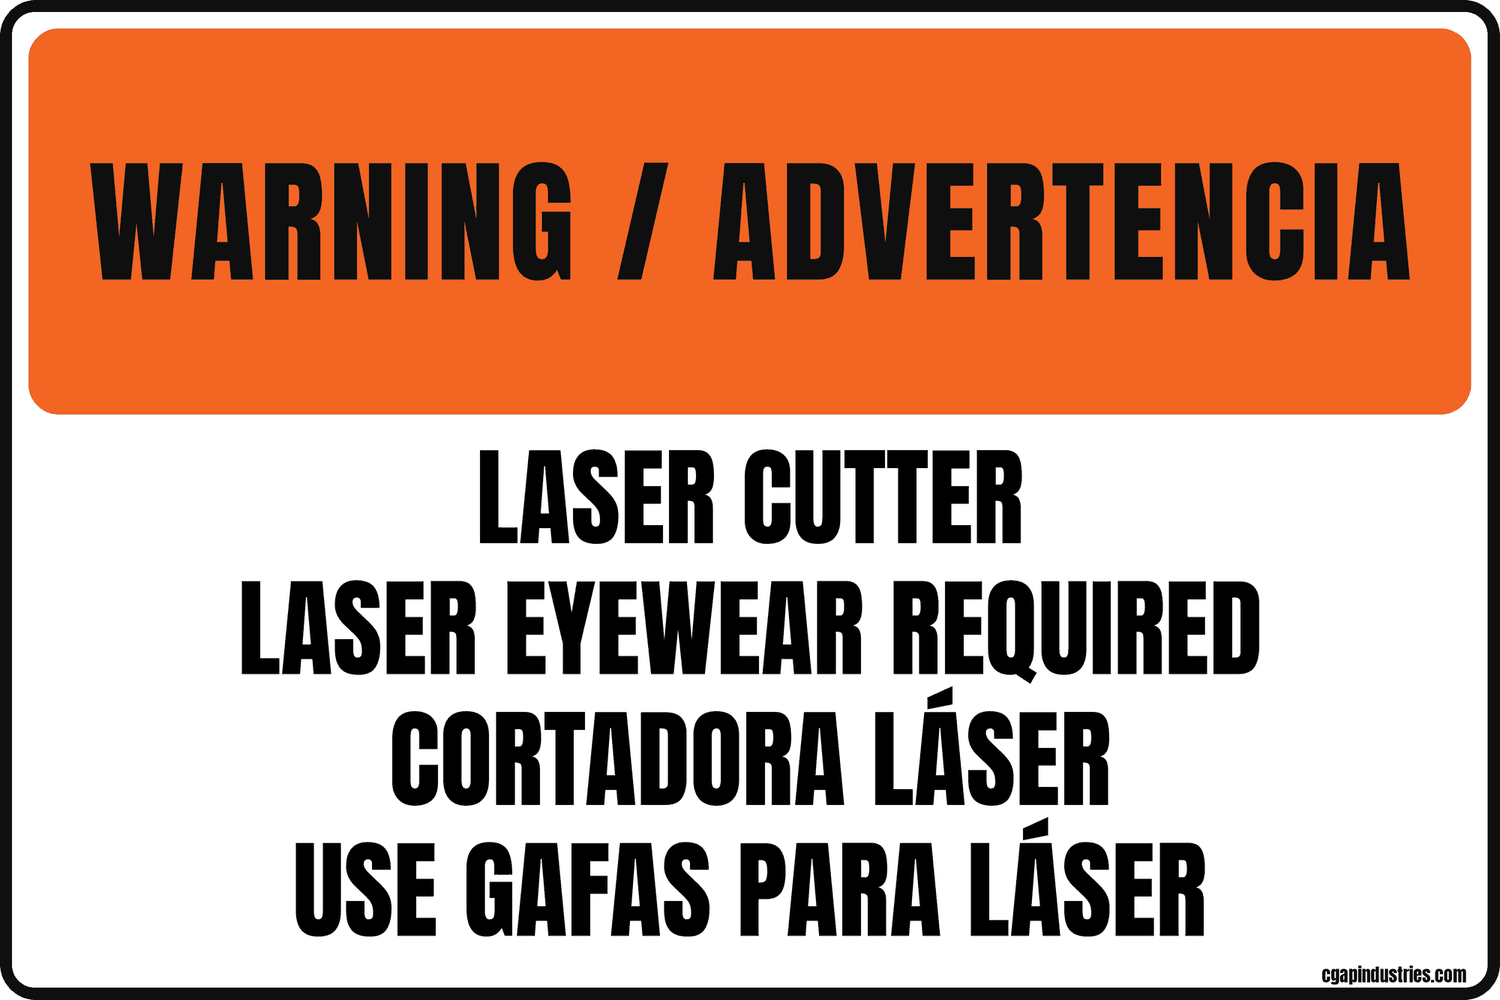 WARNING / ADVERTENCIA
LASER CUTTER
LASER EYEWEAR REQUIRED
CORTADORA LÁSER
USE GAFAS PARA LÁSER
cgapindustries.com